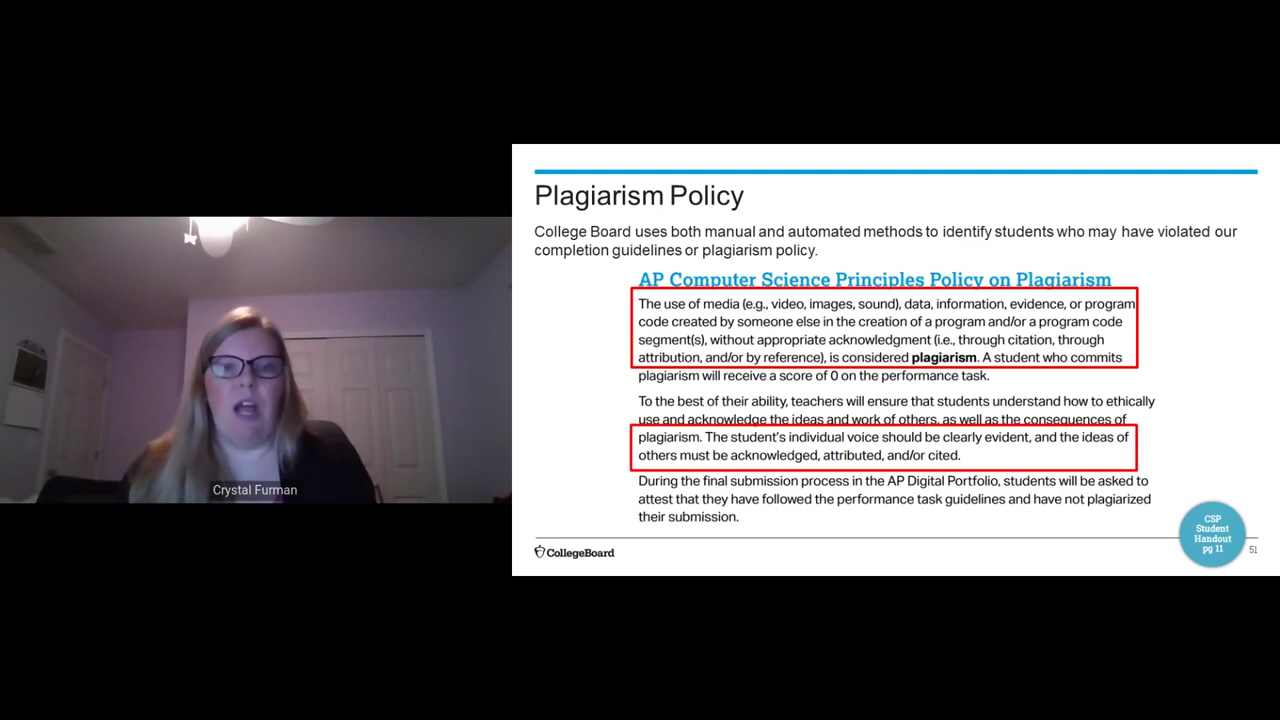 Crystal Furman
Plagiarism Policy
College Board uses both manual and automated methods to identify students who may have violated our
completion guidelines or plagiarism policy.
AP Computer Science Principles Policy on Plagiarism
The use of media (e.g., video, images, sound), data, information, evidence, or program
code created by someone else in the creation of a program and/or a program code
segment(s), without appropriate acknowledgment (i.e., through citation, through
attribution, and/or by reference), is considered plagiarism. A student who commits
plagiarism will receive a score of 0 on the performance task.
To the best of their ability, teachers will ensure that students understand how to ethically
use and acknowledge the ideas and work of others, as well as the consequences of
plagiarism. The student's individual voice should be clearly evident, and the ideas of
others must be acknowledged, attributed, and/or cited.
During the final submission process in the AP Digital Portfolio, students will be asked to
attest that they have followed the performance task guidelines and have not plagiarized
their submission.
CSP
Student
Handout
pg 11
CollegeBoard
51